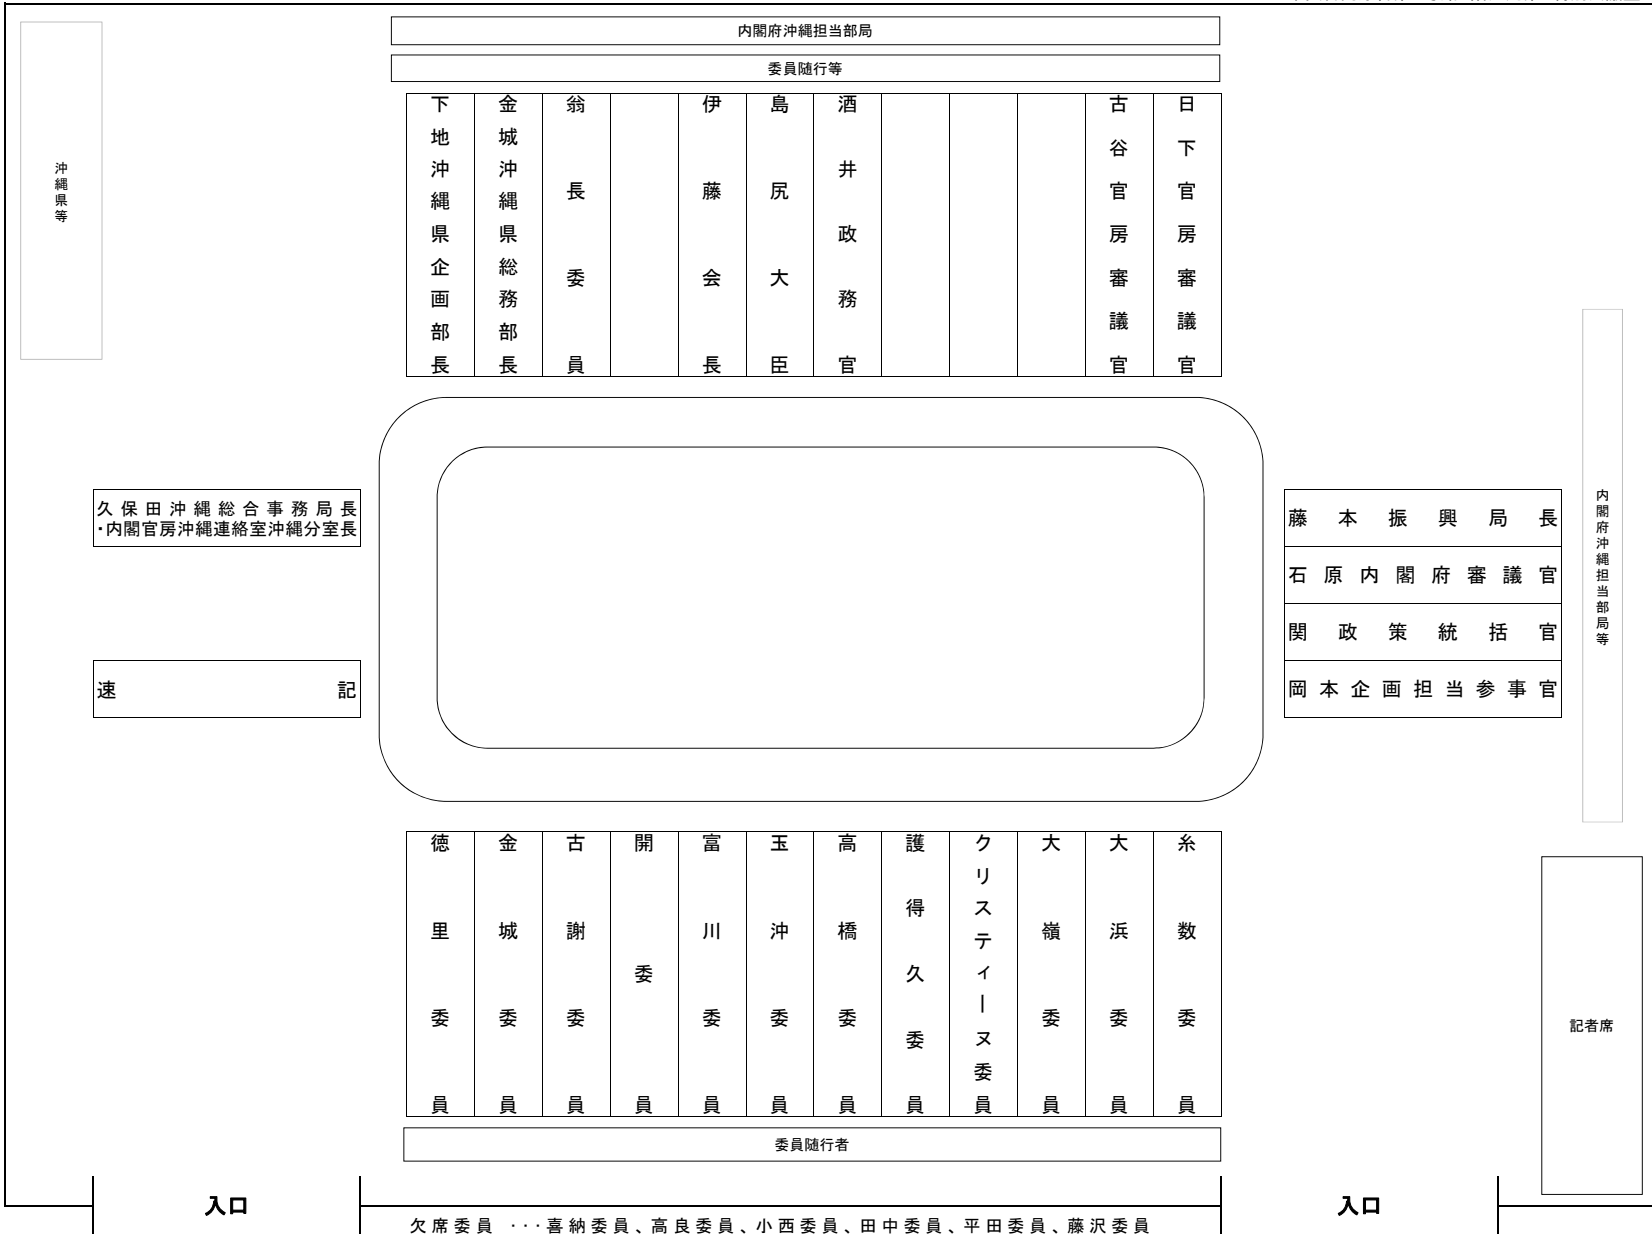 内閣府沖縄担当部局
委員随行等
沖縄県等
下地沖縄県企画部長
金城沖縄県総務部長
翁長委員
伊藤会長
島尻大臣
酒井政務官
古谷官房審議官
日下官房審議官
久保田沖縄総合事務局長
・内閣官房沖縄連絡室沖縄分室長
速記
藤本振興局長
石原内閣府審議官
関政策統括官
岡本企画担当参事官
内閣府沖縄担当部局等
徳里委員
金城委員
古謝委員
開委員
富川委員
玉沖委員
高橋委員
護得久委員
クリスティーヌ委員
大嶺委員
大浜委員
糸数委員
委員随行者
記者席
入口
入口
欠席委員 ・・・喜納委員、高良委員、小西委員、田中委員、平田委員、藤沢委員